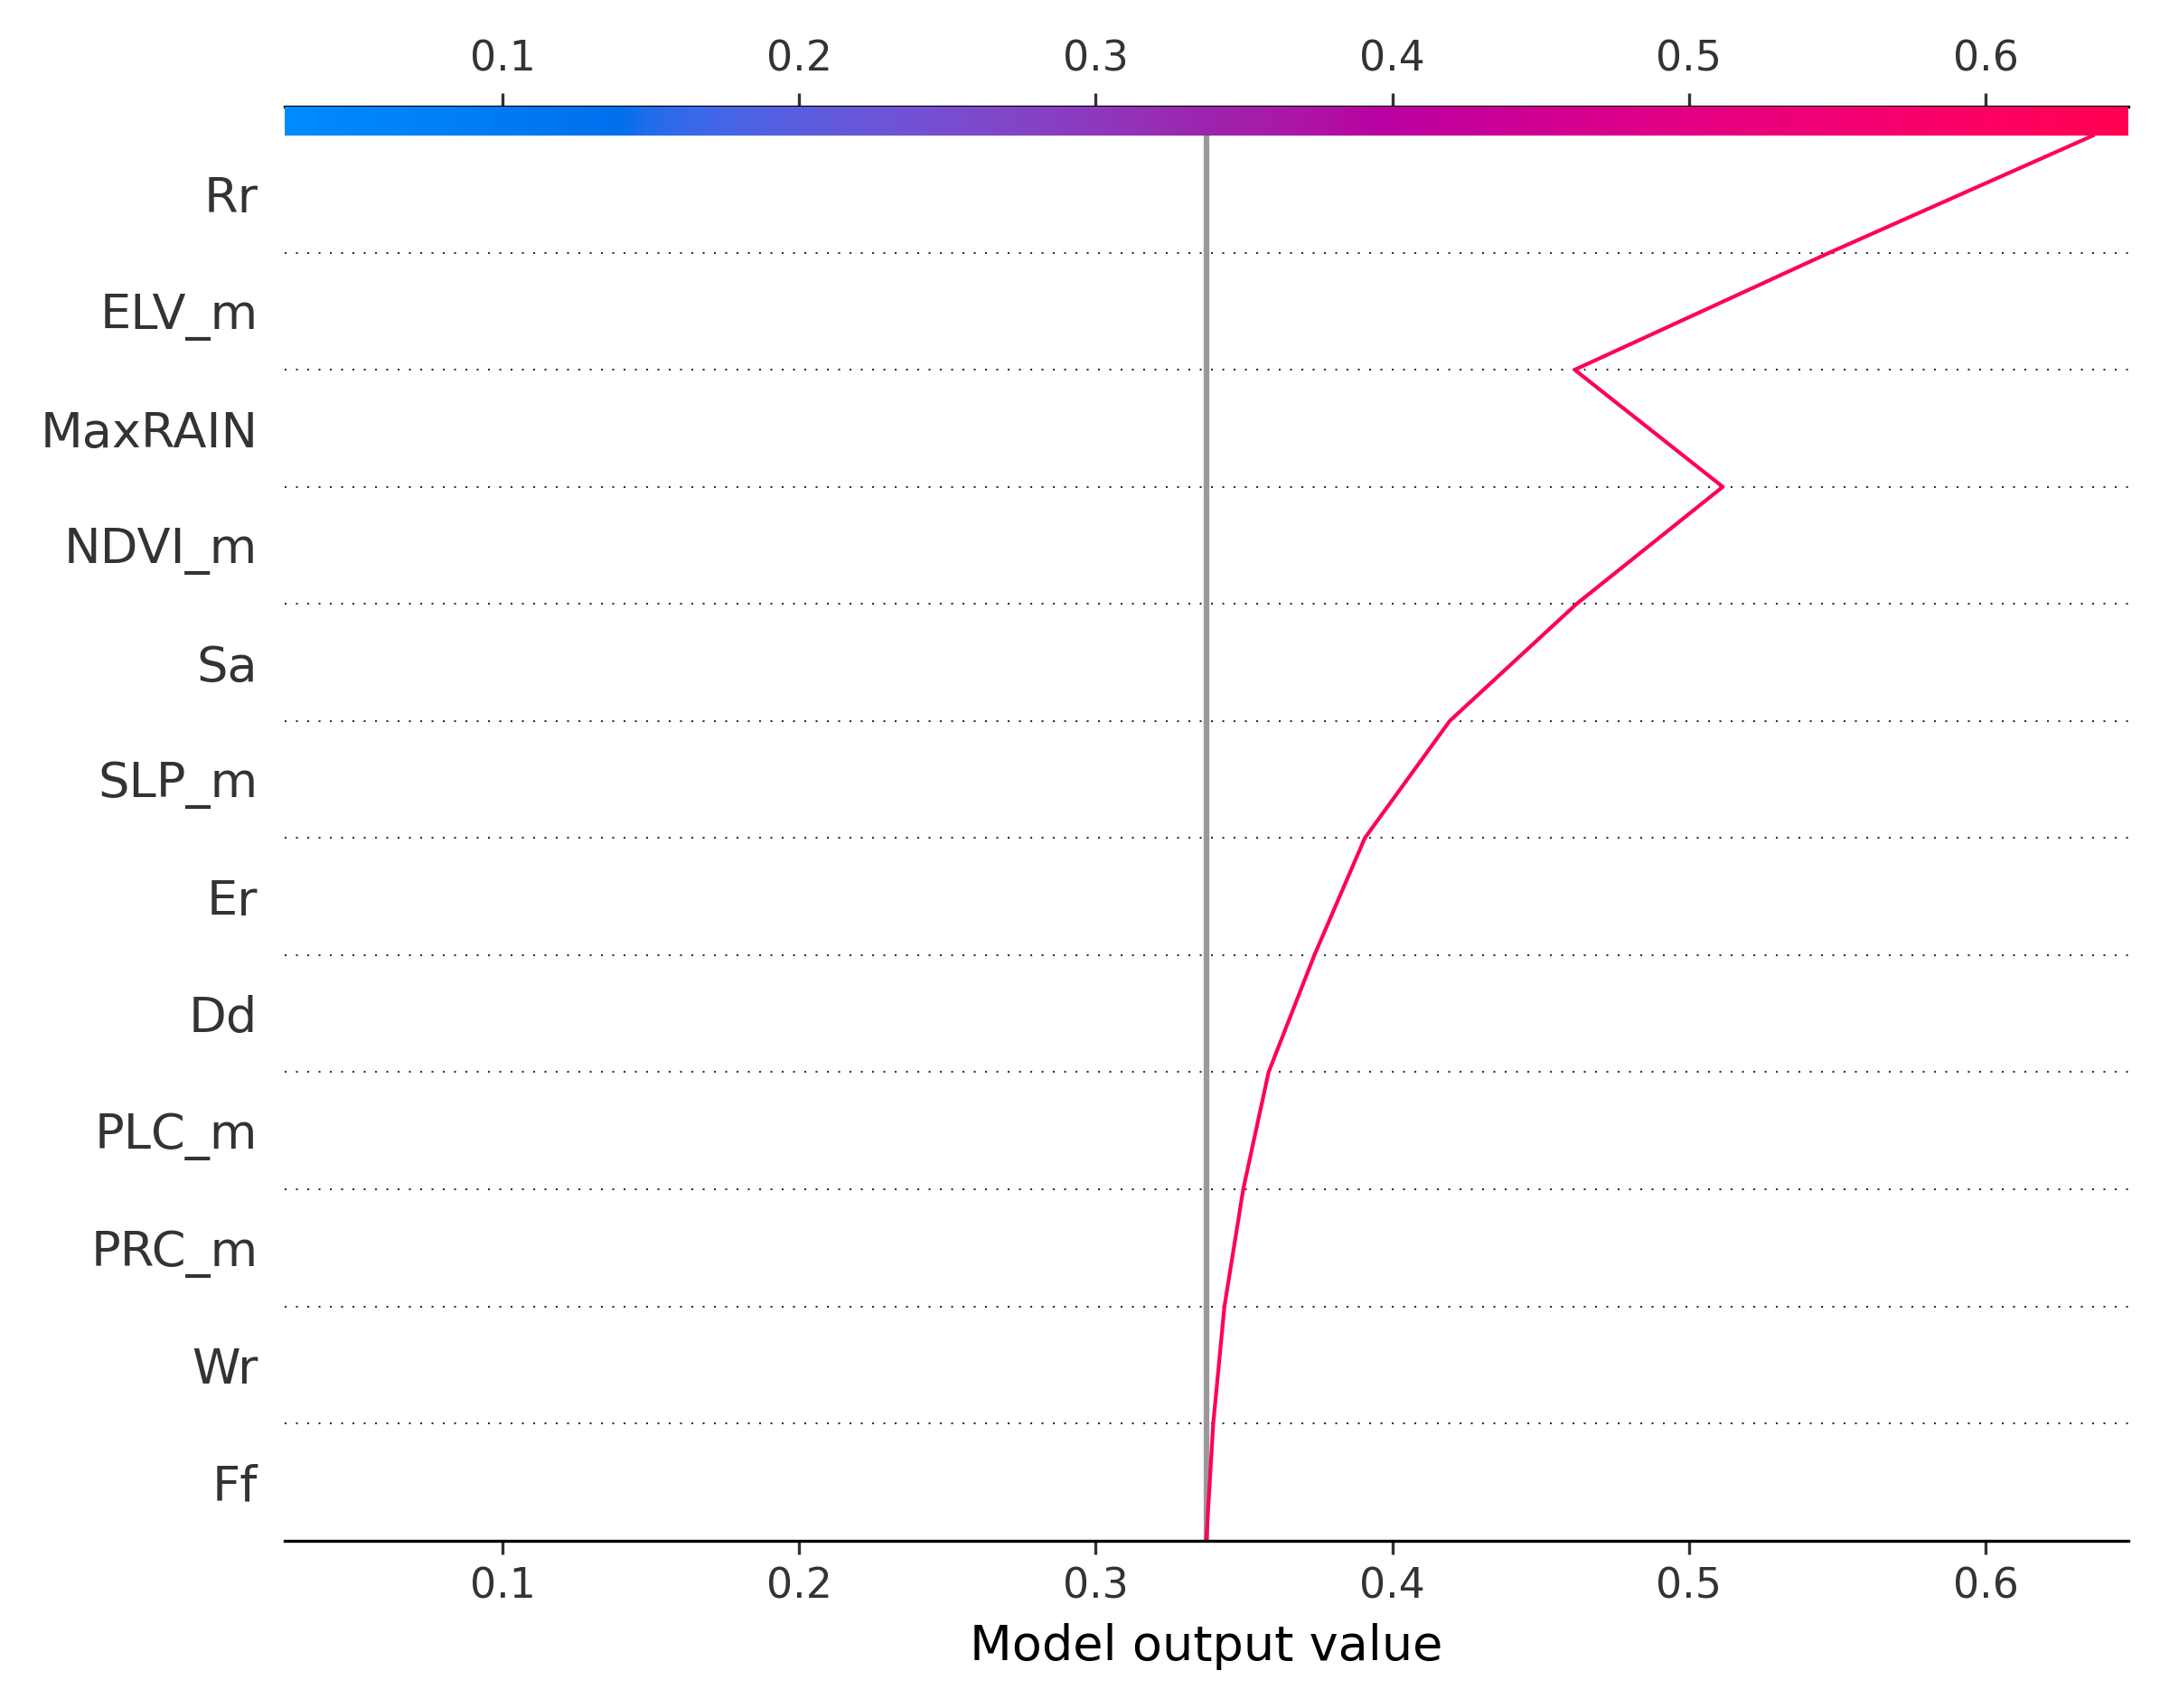 0.1 0.2 0.3 0.4 0.5 0.6
Rr
ELV_m
MaxRAIN
NDVI_m
Sa
SLP_m
Er
Dd
PLC_m
PRC_m
Wr
Ff
0.1 0.2 0.3 0.4 0.5 0.6
Model output value